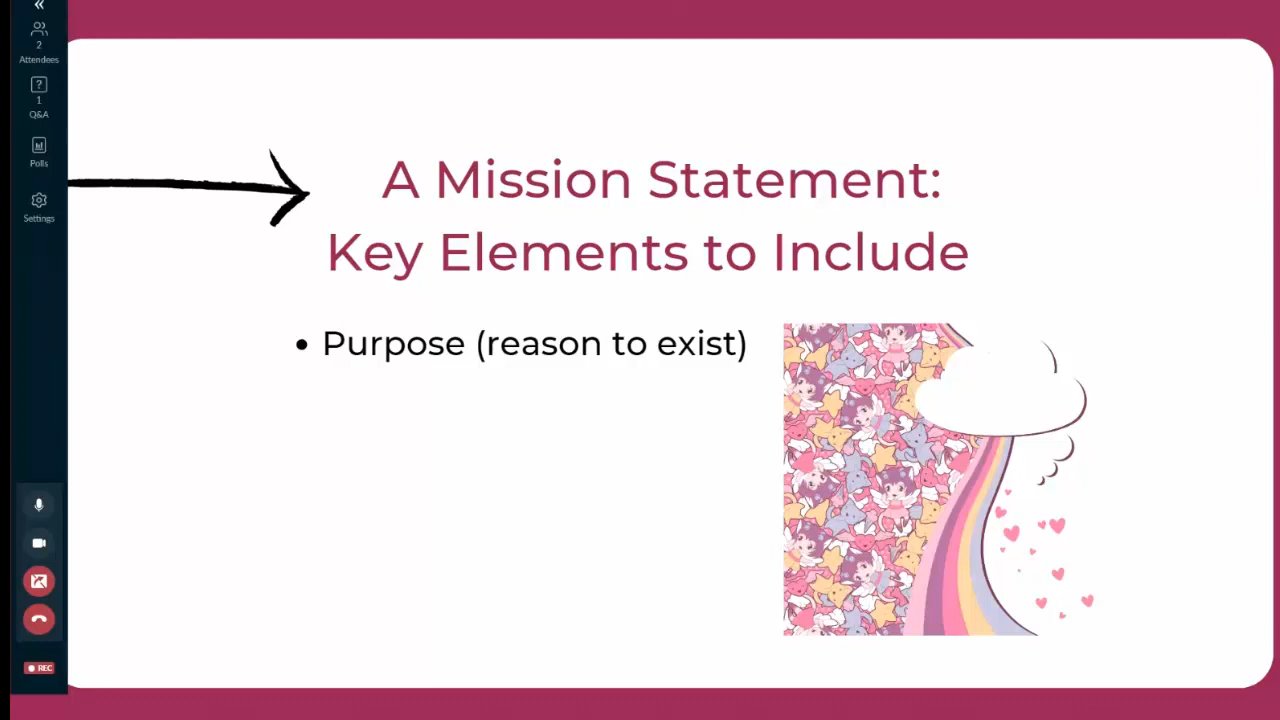 «
2
Attendees
?
1
Q&A
Polls
Settings
REC
A Mission Statement:
Key Elements to Include
• Purpose (reason to exist)